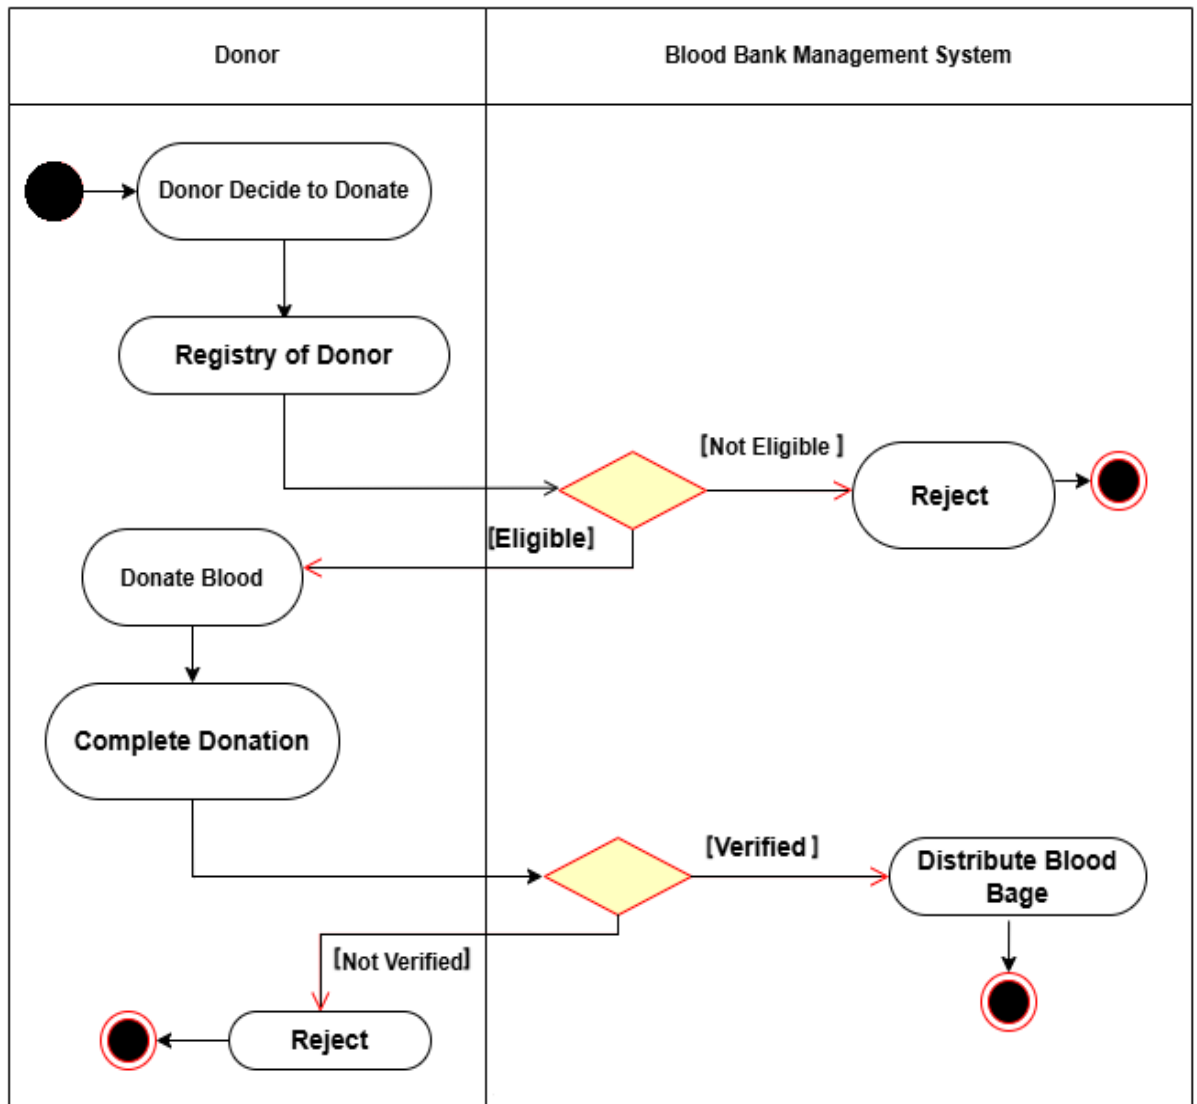 Donor
Blood Bank Management System
Donor Decide to Donate
Registry of Donor
[Not Eligible ]
Reject
[Eligible]
Donate Blood
Complete Donation
[Verified ]
Distribute Blood
Bage
[Not Verified]
Reject